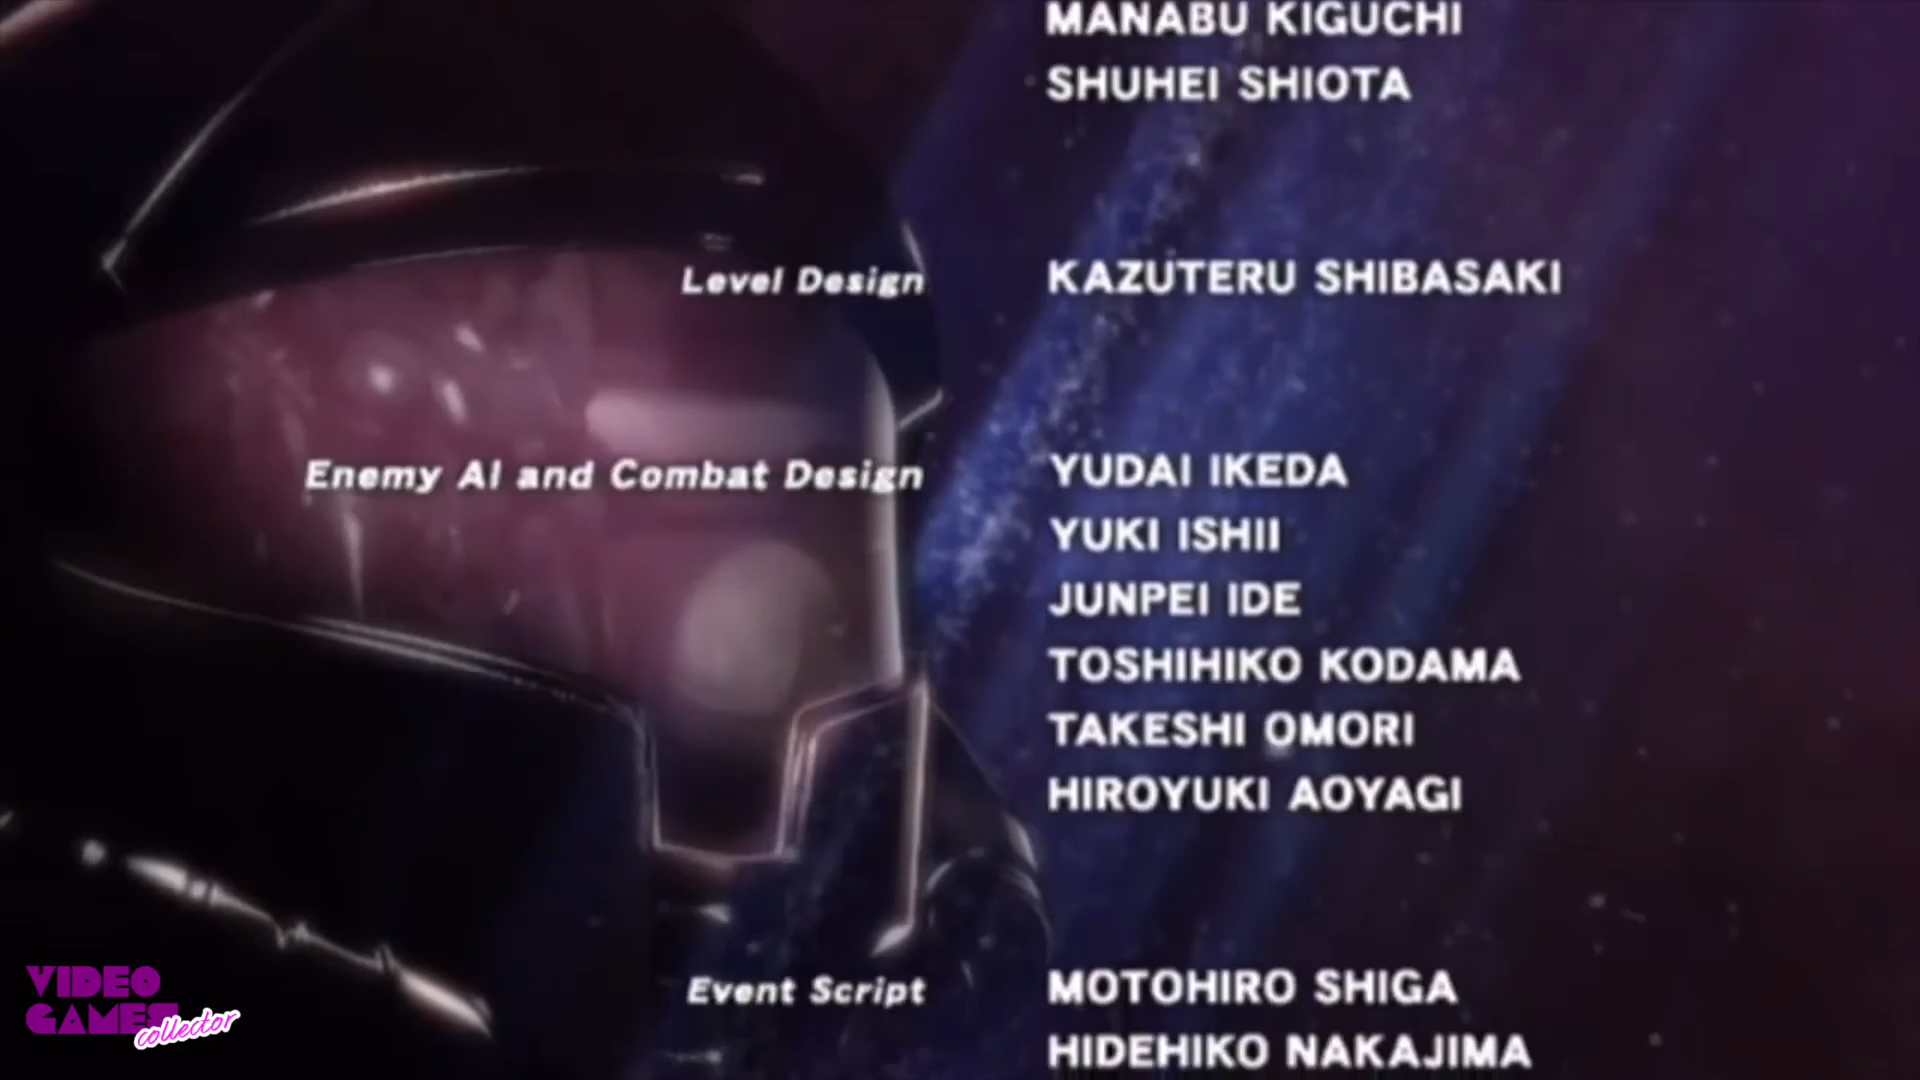 MANABU KIGUCHI
SHUHEI SHIOTA
Level Design KAZUTERU SHIBASAKI
Enemy AI and Combat Design YUDAI IKEDA
YUKI ISHII
JUNPEI IDE
TOSHIHIKO KODAMA
TAKESHI OMORI
HIROYUKI AOYAGI
Event Script MOTOHIRO SHIGA
HIDEHIKO NAKAJIMA
VIDEO
GAMES
collector